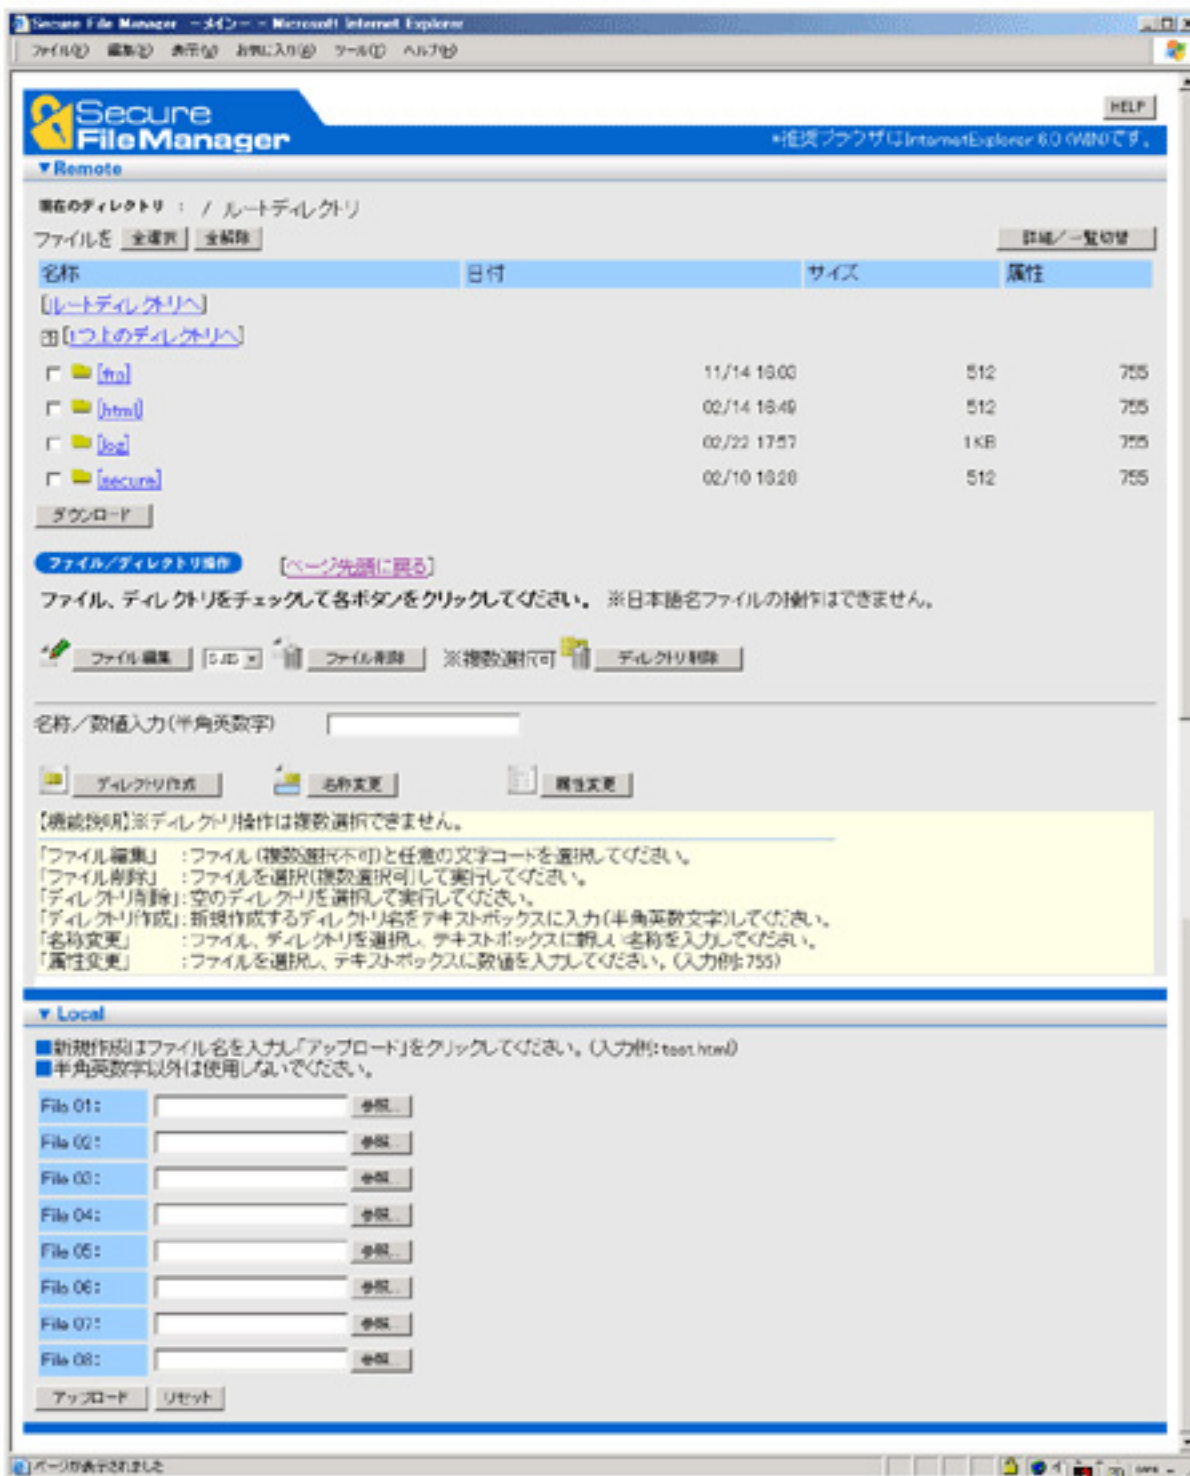 Secure File Manager －メイン－ - Microsoft Internet Explorer
ファイル(F) 編集(E) 表示(V) お気に入り(A) ツール(T) ヘルプ(H)
Secure
FileManager
HELP
*推奨ブラウザはInternetExplorer 6.0 (WIN)です。
▼Remote
現在のディレクトリ ： / ルートディレクトリ
ファイルを 全選択 全解除 詳細／一覧切替
名称 日付 サイズ 属性
[ルートディレクトリへ]
[1つ上のディレクトリへ]
[ftp] 11/14 16:03 512 755
[html] 02/14 16:49 512 755
[log] 02/22 17:57 1KB 755
[secure] 02/10 16:28 512 755
ダウンロード
ファイル/ディレクトリ操作 [ページ先頭に戻る]
ファイル、ディレクトリをチェックして各ボタンをクリックしてください。 ※日本語名ファイルの操作はできません。
ファイル編集 SJIS ファイル削除 ※複数選択可 ディレクトリ削除
名称／数値入力(半角英数字)
ディレクトリ作成 名称変更 属性変更
【機能説明】※ディレクトリ操作は複数選択できません。
「ファイル編集」 :ファイル(複数選択不可)と任意の文字コードを選択してください。
「ファイル削除」 :ファイルを選択(複数選択可)して実行してください。
「ディレクトリ削除」:空のディレクトリを選択して実行してください。
「ディレクトリ作成」:新規作成するディレクトリ名をテキストボックスに入力(半角英数文字)してください。
「名称変更」 :ファイル、ディレクトリを選択し、テキストボックスに新しい名称を入力してください。
「属性変更」 :ファイルを選択し、テキストボックスに数値を入力してください。(入力例:755)
▼ Local
■新規作成はファイル名を入力し「アップロード」をクリックしてください。(入力例:test.html)
■半角英数字以外は使用しないでください。
File 01: 参照...
File 02: 参照...
File 03: 参照...
File 04: 参照...
File 05: 参照...
File 06: 参照...
File 07: 参照...
File 08: 参照...
アップロード リセット
ページが表示されました